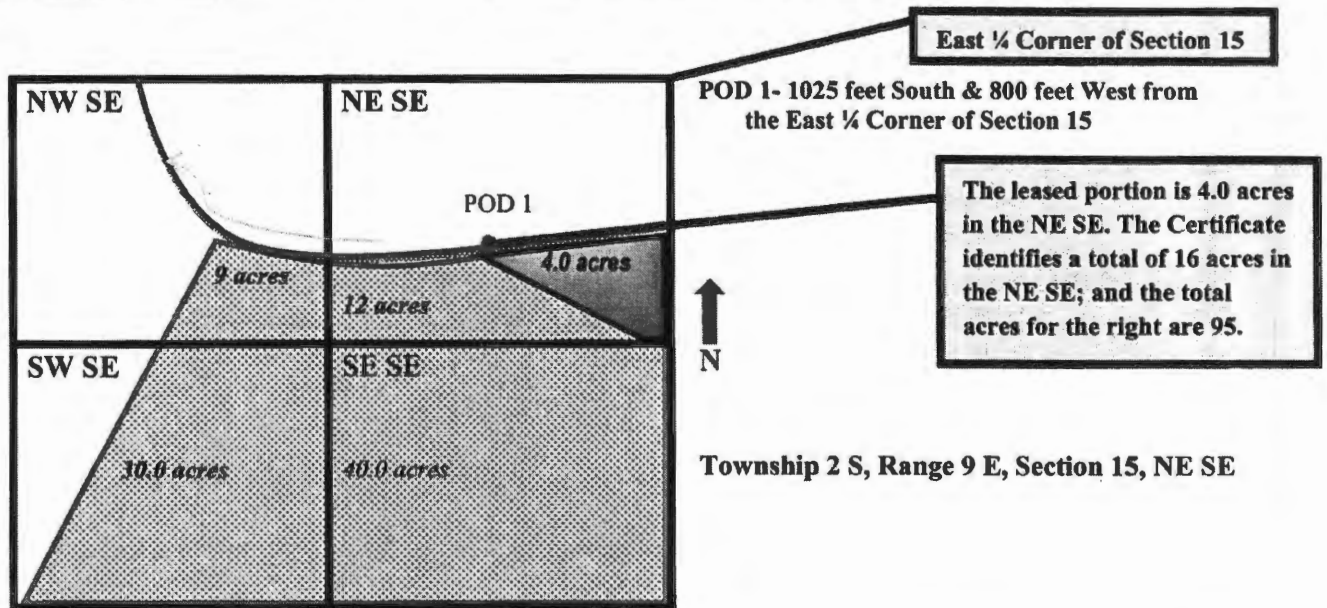 East ¼ Corner of Section 15
NW SE
NE SE
POD 1- 1025 feet South & 800 feet West from
the East ¼ Corner of Section 15
POD 1
The leased portion is 4.0 acres
in the NE SE. The Certificate
identifies a total of 16 acres in
the NE SE; and the total
acres for the right are 95.
9 acres
4.0 acres
12 acres
N
SW SE
SE SE
30.0 acres
40.0 acres
Township 2 S, Range 9 E, Section 15, NE SE